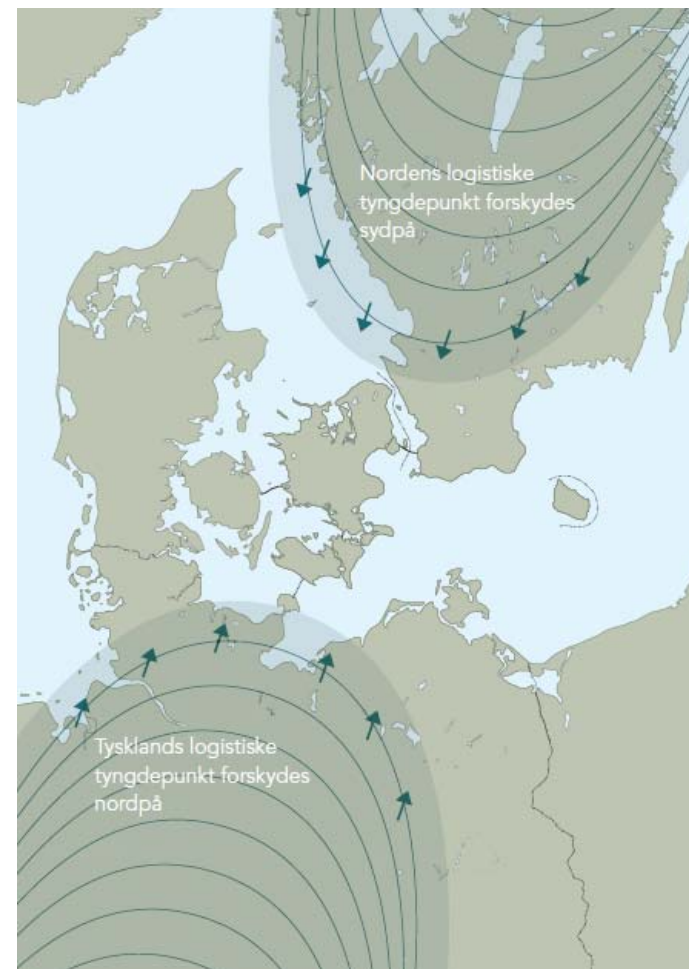 Nordens logistiske
tyngdepunkt forskydes
sydpå
Tysklands logistiske
tyngdepunkt forskydes
nordpå